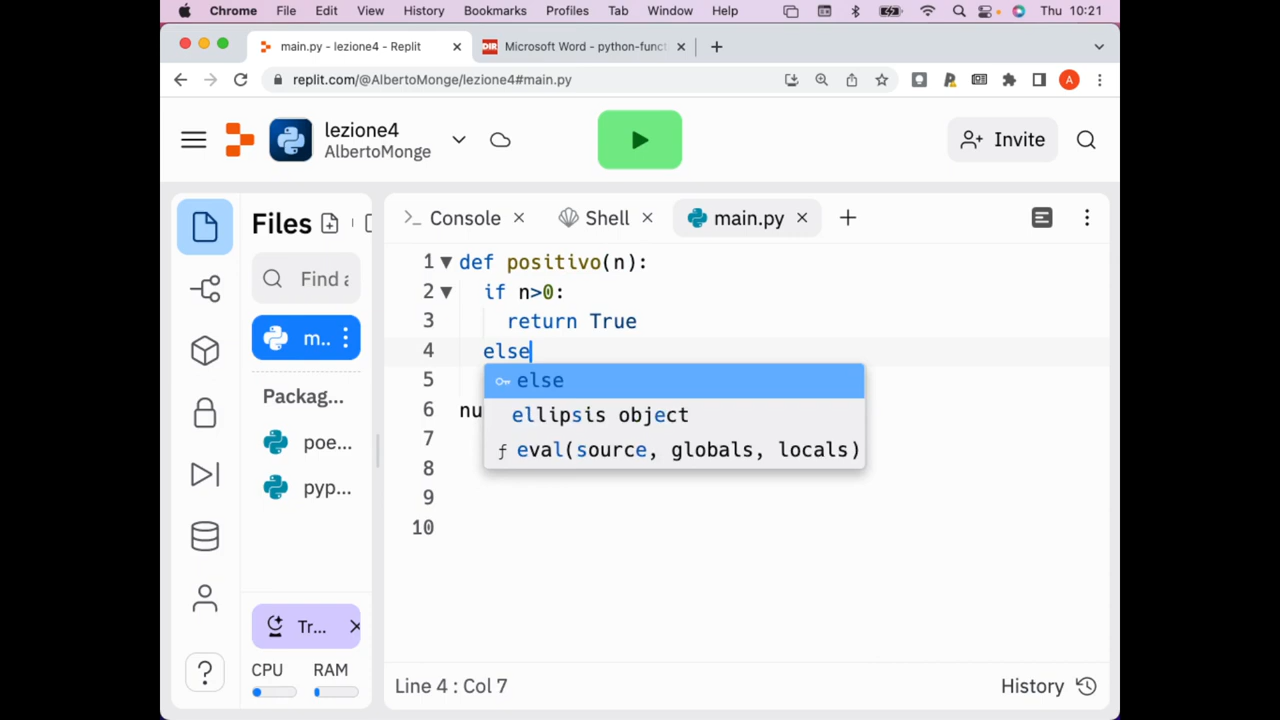 Chrome File Edit View History Bookmarks Profiles Tab Window Help Thu 10:21
main.py - lezione4 - Replit
DIR Microsoft Word - python-funct
replit.com/@AlbertoMonge/lezione4#main.py
A
lezione4
AlbertoMonge
Invite
Files
Find a
m..
Packag...
poe...
pyp...
Tr...
CPU RAM
Console Shell main.py
1 def positivo(n):
2 if n>0:
3 return True
4 else
5
6 nu
7
8
9
10
else
ellipsis object
ƒ eval(source, globals, locals)
Line 4 : Col 7
History